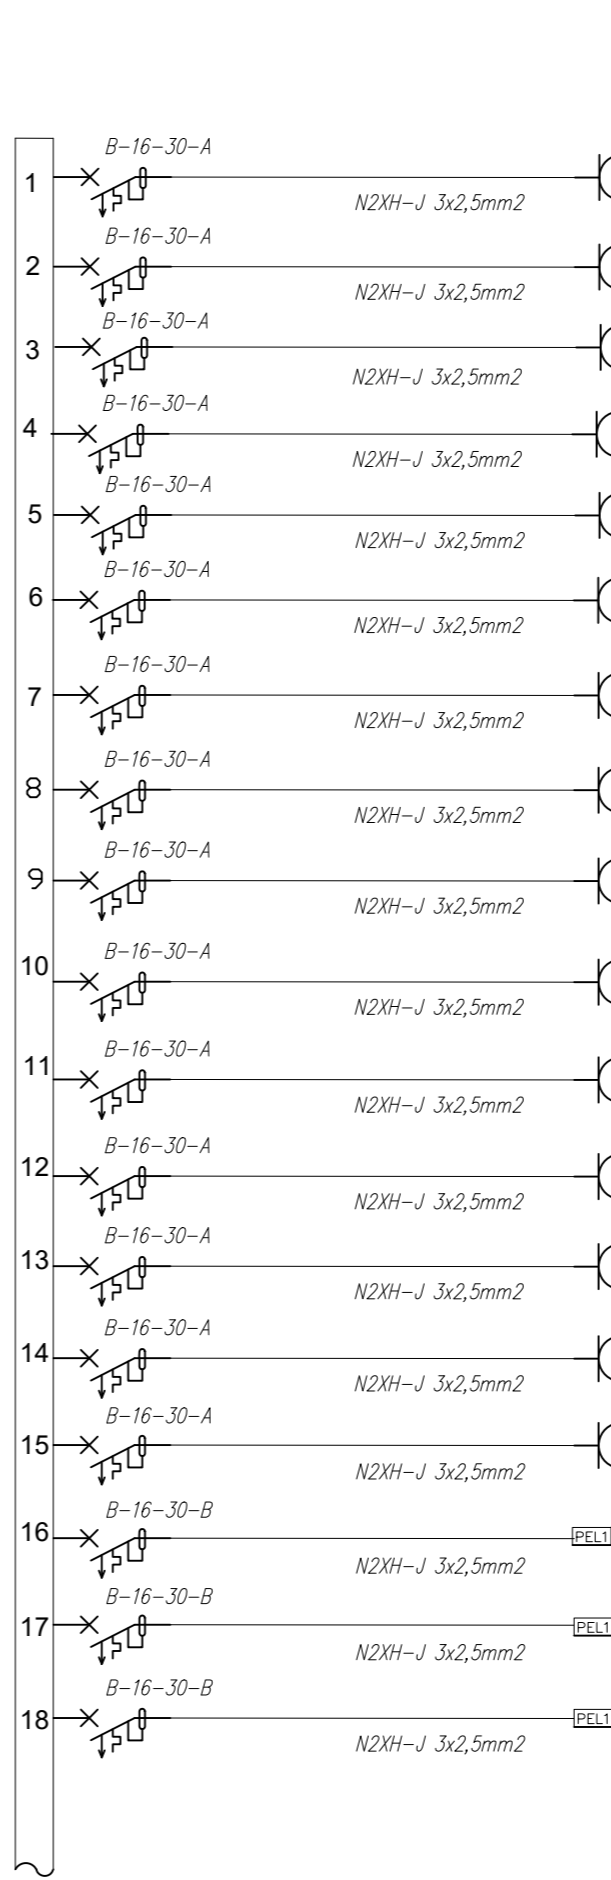 B-16-30-A
1
N2XH-J 3x2,5mm2
B-16-30-A
2
N2XH-J 3x2,5mm2
B-16-30-A
3
N2XH-J 3x2,5mm2
B-16-30-A
4
N2XH-J 3x2,5mm2
B-16-30-A
5
N2XH-J 3x2,5mm2
B-16-30-A
6
N2XH-J 3x2,5mm2
B-16-30-A
7
N2XH-J 3x2,5mm2
B-16-30-A
8
N2XH-J 3x2,5mm2
B-16-30-A
9
N2XH-J 3x2,5mm2
B-16-30-A
10
N2XH-J 3x2,5mm2
B-16-30-A
11
N2XH-J 3x2,5mm2
B-16-30-A
12
N2XH-J 3x2,5mm2
B-16-30-A
13
N2XH-J 3x2,5mm2
B-16-30-A
14
N2XH-J 3x2,5mm2
B-16-30-A
15
N2XH-J 3x2,5mm2
B-16-30-B
16 PEL1
N2XH-J 3x2,5mm2
B-16-30-B
17 PEL1
N2XH-J 3x2,5mm2
B-16-30-B
18 PEL1
N2XH-J 3x2,5mm2